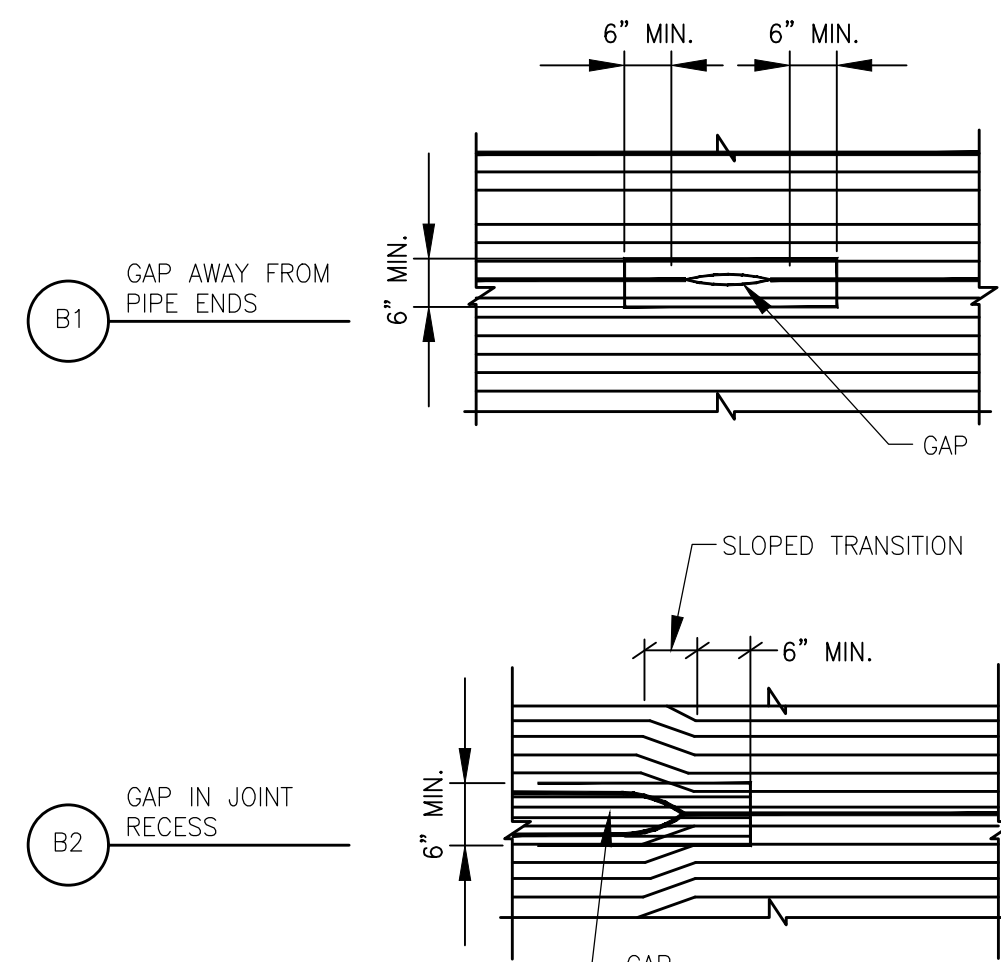 6” MIN.
6” MIN.
6” MIN.
B1
GAP AWAY FROM
PIPE ENDS
GAP
SLOPED TRANSITION
6” MIN.
6” MIN.
B2
GAP IN JOINT
RECESS
GAP